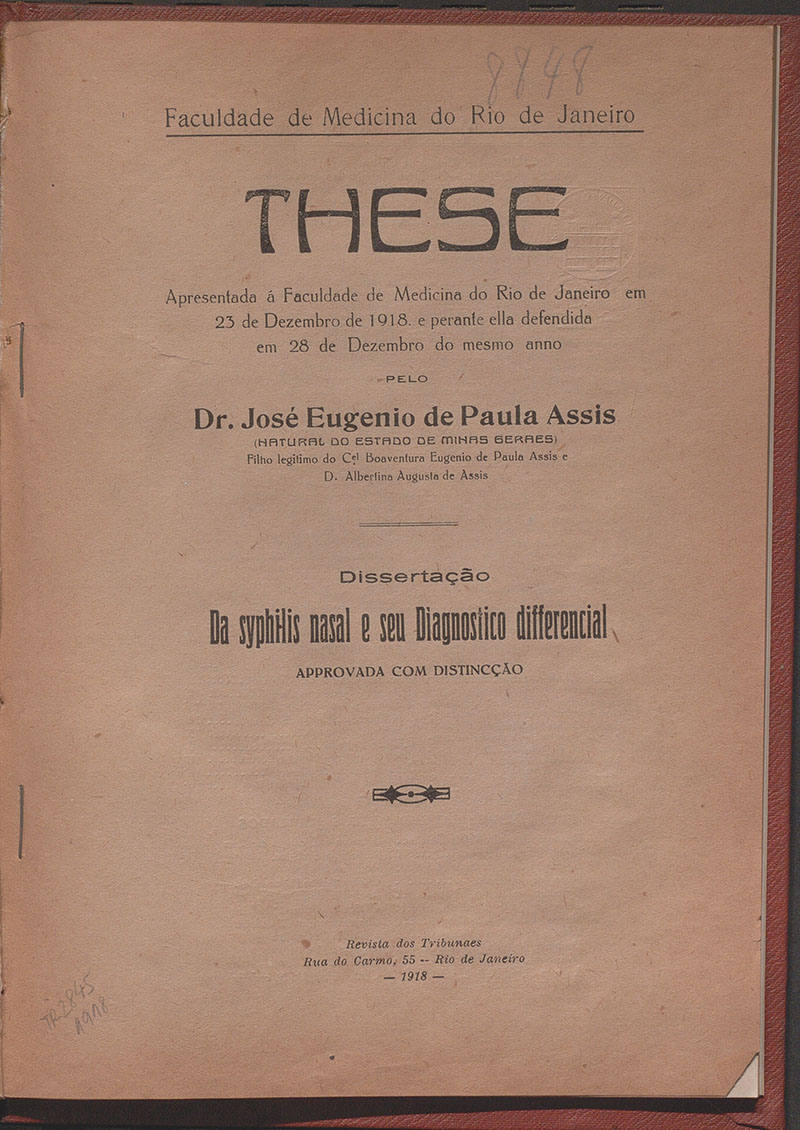 8848
Faculdade de Medicina do Rio de Janeiro
THESE
Apresentada á Faculdade de Medicina do Rio de Janeiro em
23 de Dezembro de 1918. e perante ella defendida
em 28 de Dezembro do mesmo anno
PELO
Dr. José Eugenio de Paula Assis
(NATURAL DO ESTADO DE MINAS GERAES)
Filho legitimo do Cel Boaventura Eugenio de Paula Assis e
D. Albertina Augusta de Assis
Dissertação
Da syphilis nasal e seu Diagnostico differencial
APPROVADA COM DISTINCÇÃO
Revista dos Tribunaes
Rua do Carmo, 55 -- Rio de Janeiro
— 1918 —
TR2845
1918